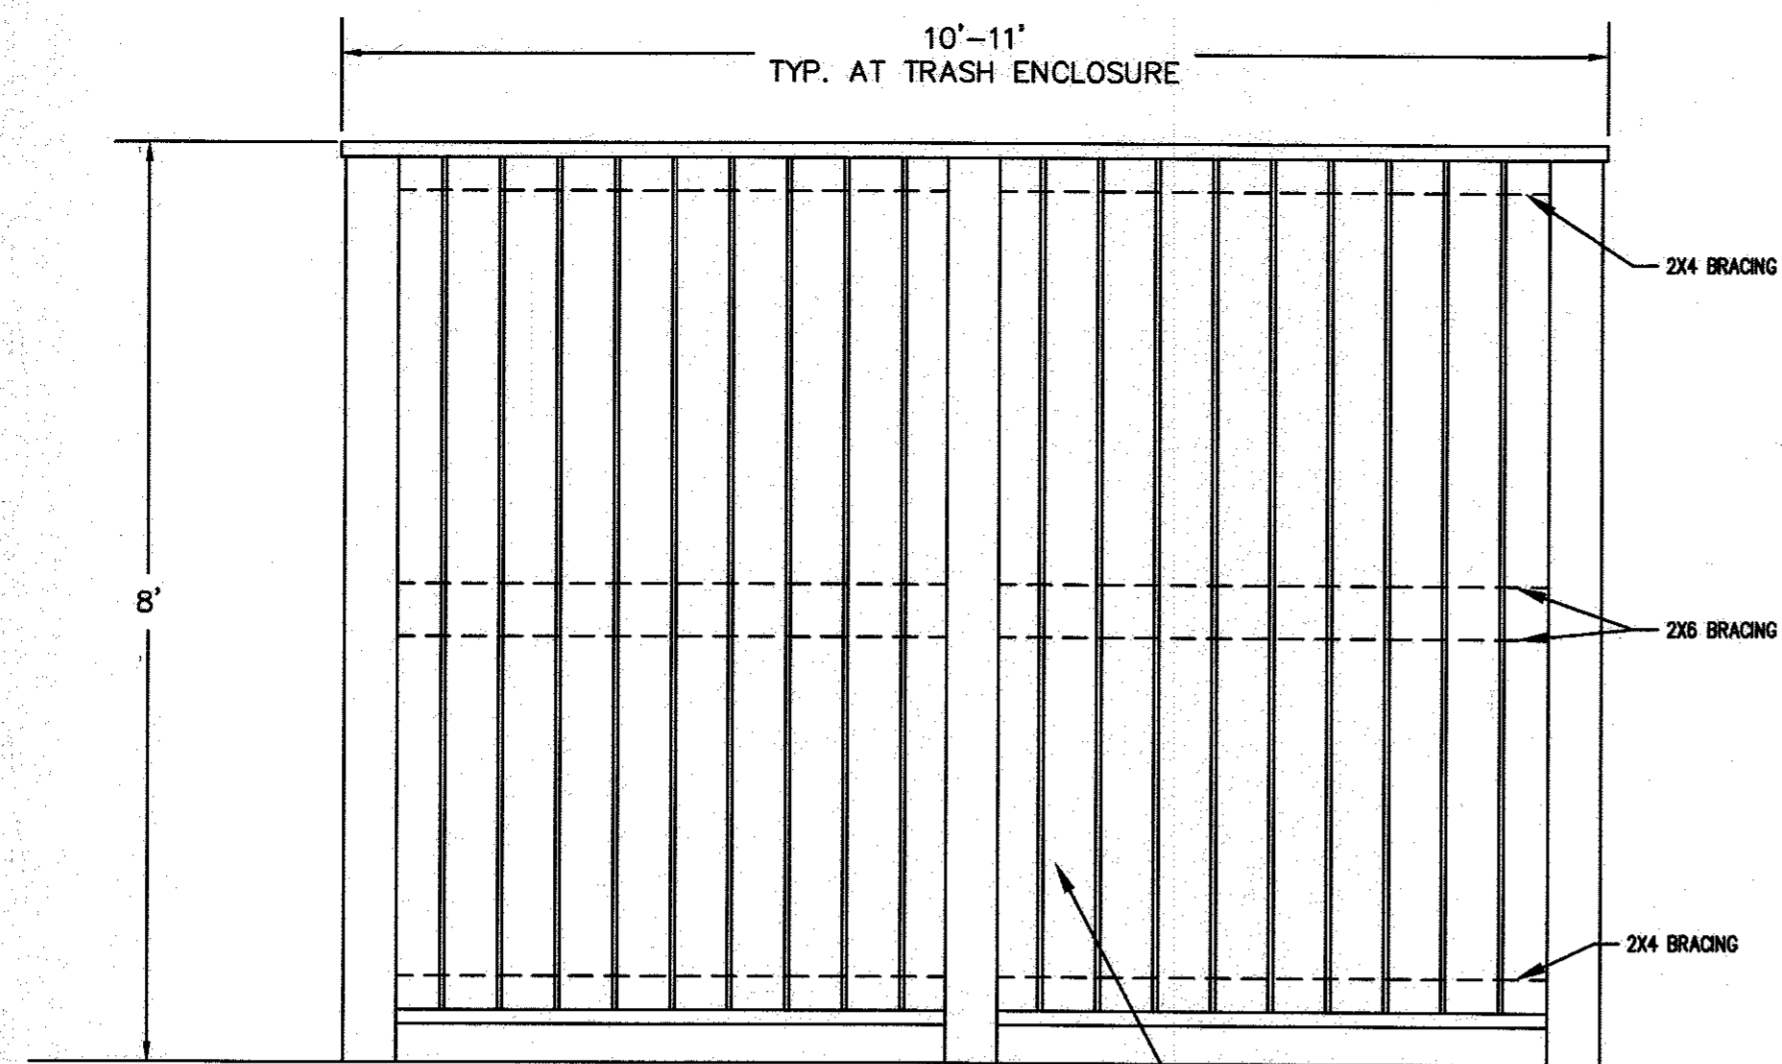 10'-11'
TYP. AT TRASH ENCLOSURE
2X4 BRACING
8'
2X6 BRACING
2X4 BRACING